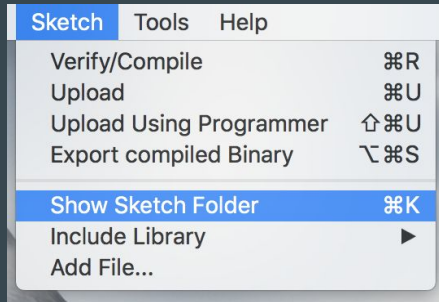 Sketch Tools Help
Verify/Compile ⌘R
Upload ⌘U
Upload Using Programmer ⇧⌘U
Export compiled Binary ⌥⌘S
Show Sketch Folder ⌘K
Include Library ▶
Add File...